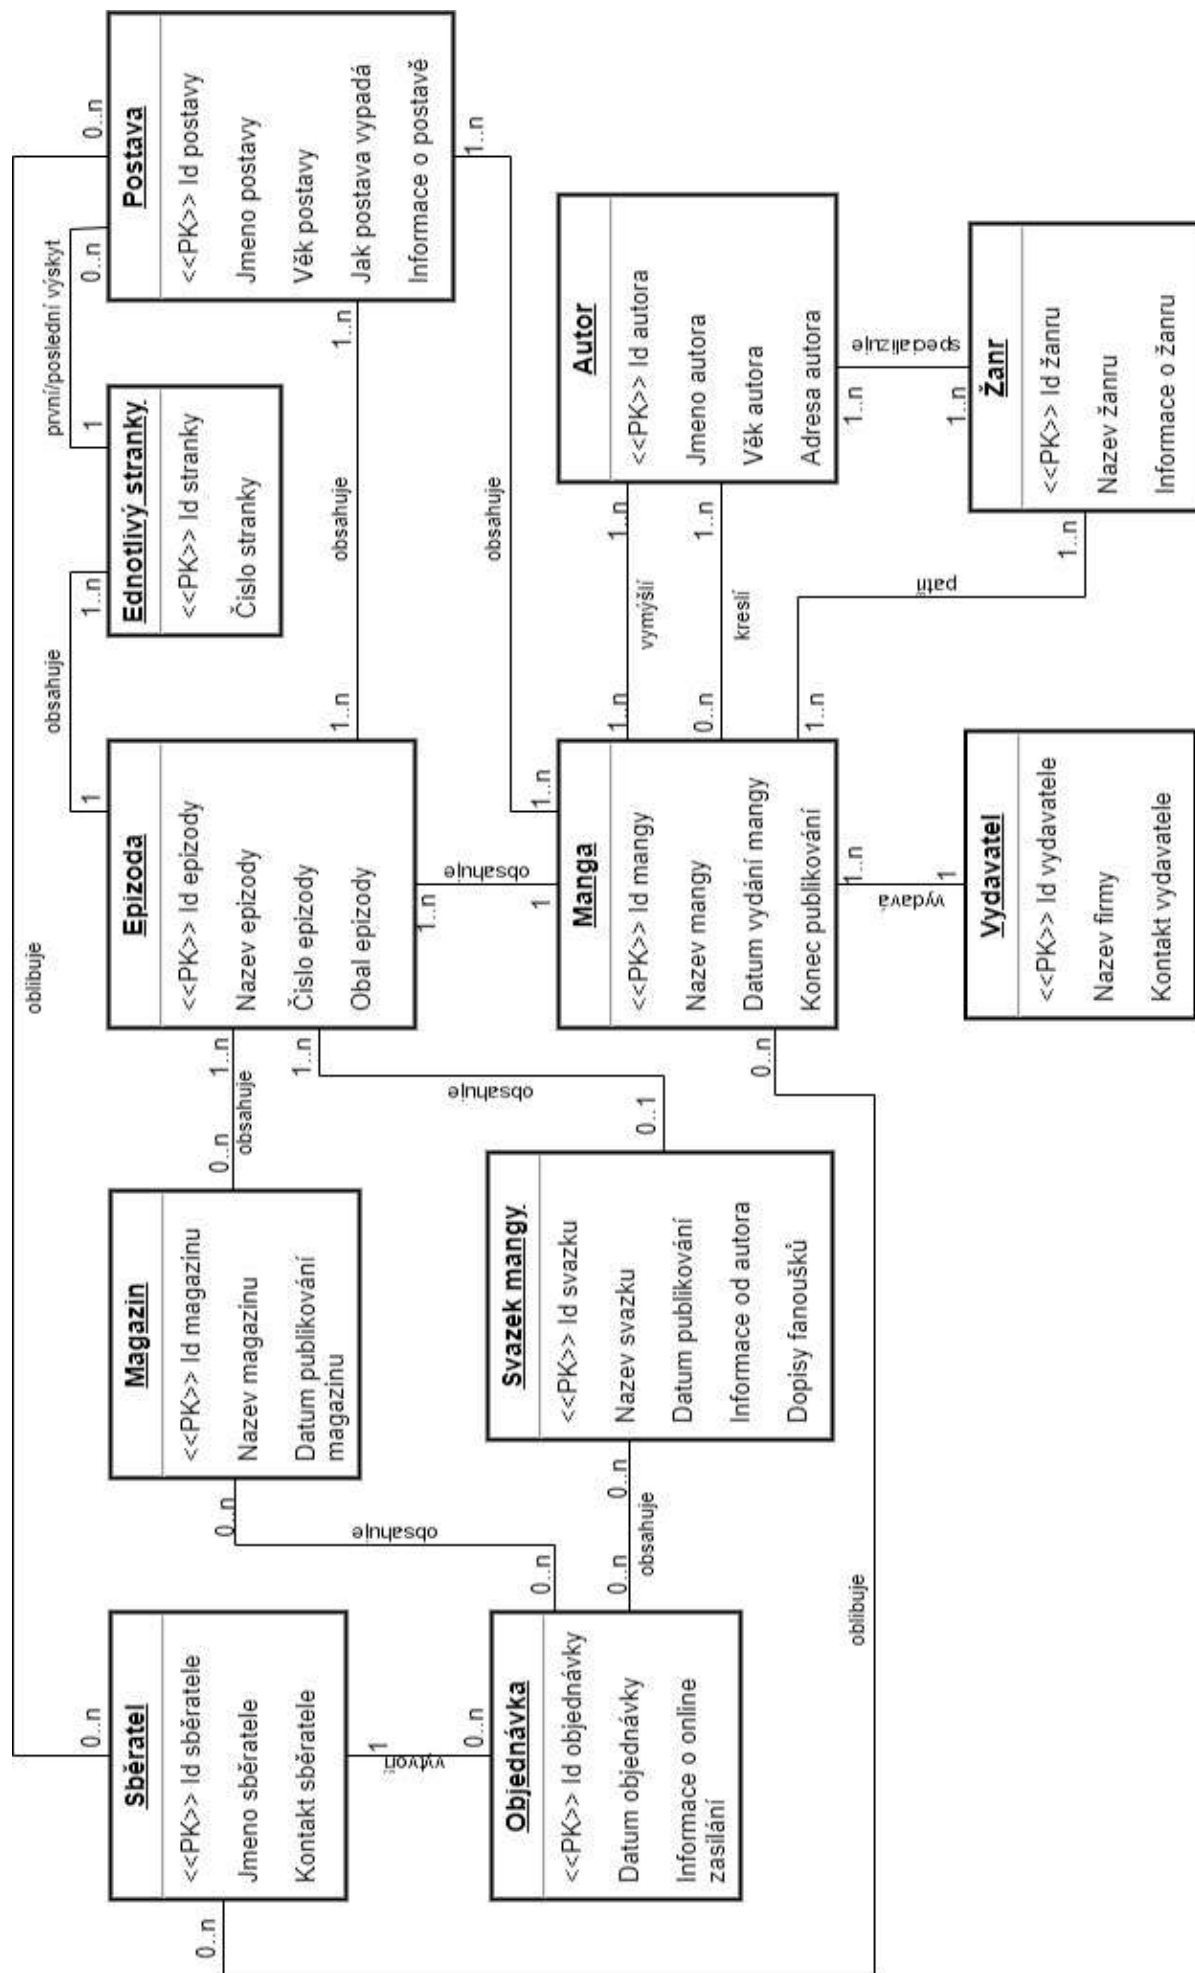 oblibuje
0..n
0..n
obsahuje
první/poslední výskyt
1
1..n
1
0..n
Sběratel
<<PK>> Id sběratele
Jmeno sběratele
Kontakt sběratele
Magazin
<<PK>> Id magazinu
Nazev magazinu
Datum publikování
magazinu
Epizoda
<<PK>> Id epizody
Nazev epizody
Čislo epizody
Obal epizody
Ednotlivý stranky
<<PK>> Id stranky
Čislo stranky
Postava
<<PK>> Id postavy
Jmeno postavy
Věk postavy
Jak postava vypadá
Informace o postavě
0..n
0..n
0..n
1..n
obsahuje
1..n
1..n
1..n
obsahuje
1
vytvoří
0..n
obsahuje
0..n
obsahuje
0..1
1..n
obsahuje
1
1..n
obsahuje
1..n
Objednávka
<<PK>> Id objednávky
Datum objednávky
Informace o online
zasílání
0..n
0..n
obsahuje
Svazek mangy
<<PK>> Id svazku
Nazev svazku
Datum publikování
Informace od autora
Dopisy fanoušků
Manga
<<PK>> Id mangy
Nazev mangy
Datum vydání mangy
Konec publikování
1..n
1..n
vymýšlí
0..n
1..n
kreslí
Autor
<<PK>> Id autora
Jmeno autora
Věk autora
Adresa autora
0..n
oblibuje
1..n
vydavá
1
1..n
patří
1..n
1..n
specializuje
1..n
Vydavatel
<<PK>> Id vydavatele
Nazev firmy
Kontakt vydavatele
Žanr
<<PK>> Id žanru
Nazev žanru
Informace o žanru